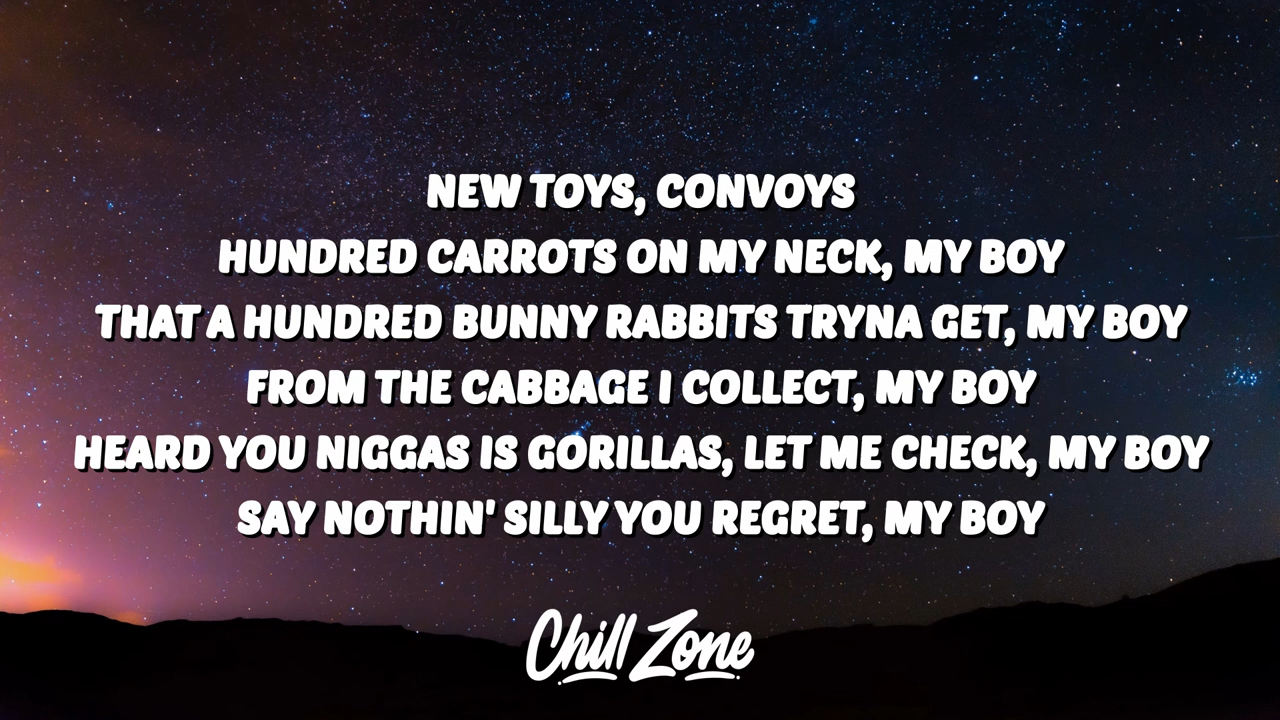 NEW TOYS, CONVOYS
HUNDRED CARROTS ON MY NECK, MY BOY
THAT A HUNDRED BUNNY RABBITS TRYNA GET, MY BOY
FROM THE CABBAGE I COLLECT, MY BOY
HEARD YOU NIGGAS IS GORILLAS, LET ME CHECK, MY BOY
SAY NOTHIN' SILLY YOU REGRET, MY BOY
Chill Zone